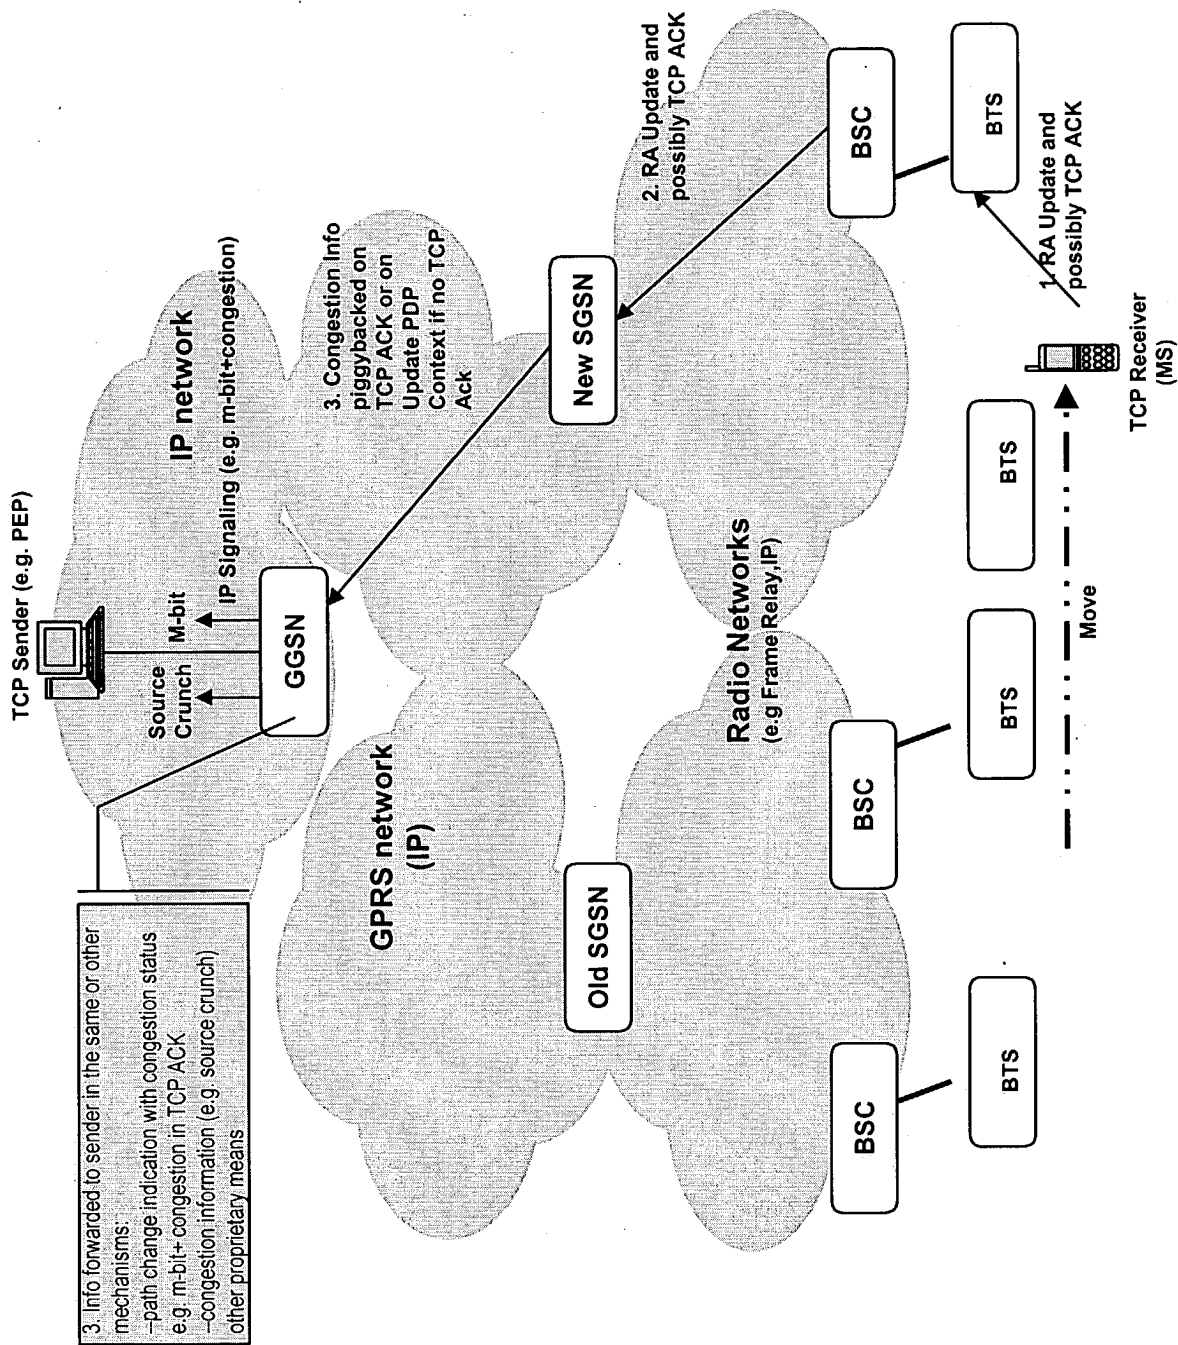 3. Info forwarded to sender in the same or other
mechanisms:
–path change indication with congestion status
e.g. m-bit+ congestion in TCP ACK
–congestion information (e.g. source crunch)
other proprietary means
TCP Sender (e.g. PEP)
Source
Crunch
M-bit
IP network
IP Signaling (e.g. m-bit+congestion)
GGSN
GPRS network
(IP)
3. Congestion Info
piggybacked on
TCP ACK or on
Update PDP
Context if no TCP
Ack
Old SGSN
New SGSN
2. RA Update and
possibly TCP ACK
Radio Networks
(e.g Frame Relay,IP)
BSC
BSC
BSC
BTS
BTS
BTS
BTS
1. RA Update and
possibly TCP ACK
Move
TCP Receiver
(MS)